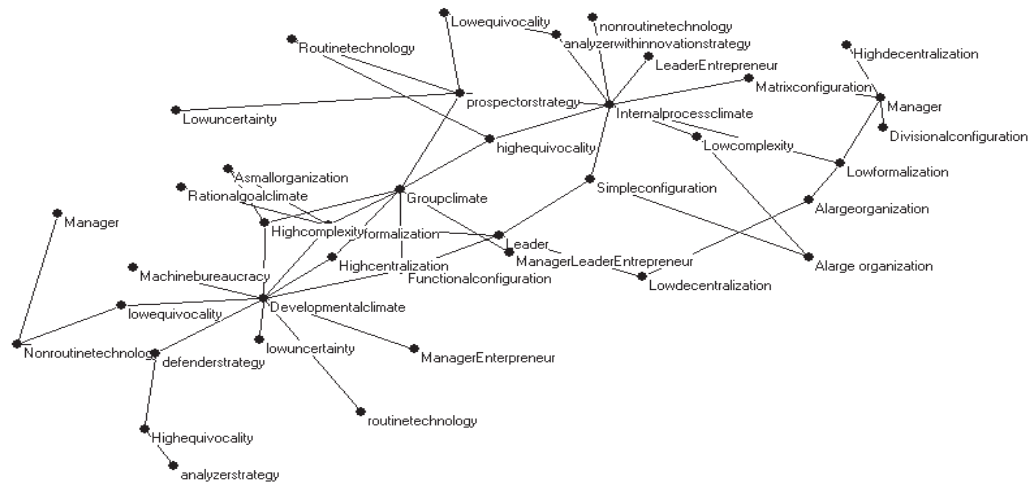 Lowequivocality
nonroutinetechnology
analyzerwithinnovationstrategy
Routinetechnology
Highdecentralization
LeaderEntrepreneur
Matrixconfiguration
prospectorstrategy
Manager
Lowuncertainty
Internalprocessclimate
Divisionalconfiguration
highequivocality
Lowcomplexity
Lowformalization
Asmallorganization
Rationalgoalclimate
Groupclimate
Simpleconfiguration
Alargeorganization
Manager
Highcomplexity
formalization
Leader
ManagerLeaderEntrepreneur
Highcentralization
Alarge organization
Machinebureaucracy
Functionalconfiguration
Lowdecentralization
Developmentalclimate
lowequivocality
Nonroutinetechnology
defenderstrategy
lowuncertainty
ManagerEnterpreneur
routinetechnology
Highequivocality
analyzerstrategy